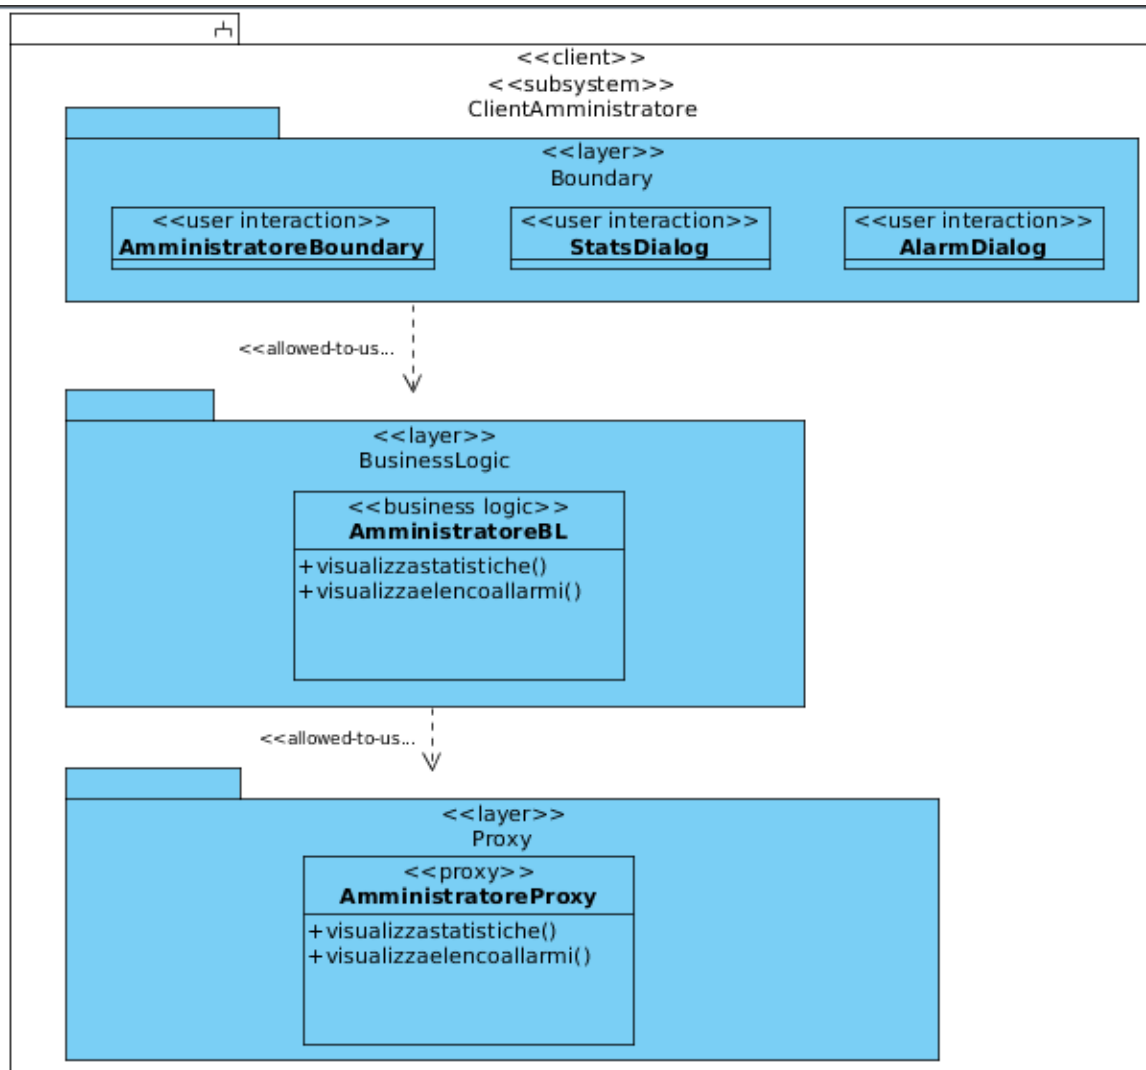 <<client>>
<<subsystem>>
ClientAmministratore
<<layer>>
Boundary
<<user interaction>>
AmministratoreBoundary
<<user interaction>>
StatsDialog
<<user interaction>>
AlarmDialog
<<allowed-to-us...
<<layer>>
BusinessLogic
<<business logic>>
AmministratoreBL
+visualizzastatistiche()
+visualizzaelencoallarmi()
<<allowed-to-us...
<<layer>>
Proxy
<<proxy>>
AmministratoreProxy
+visualizzastatistiche()
+visualizzaelencoallarmi()